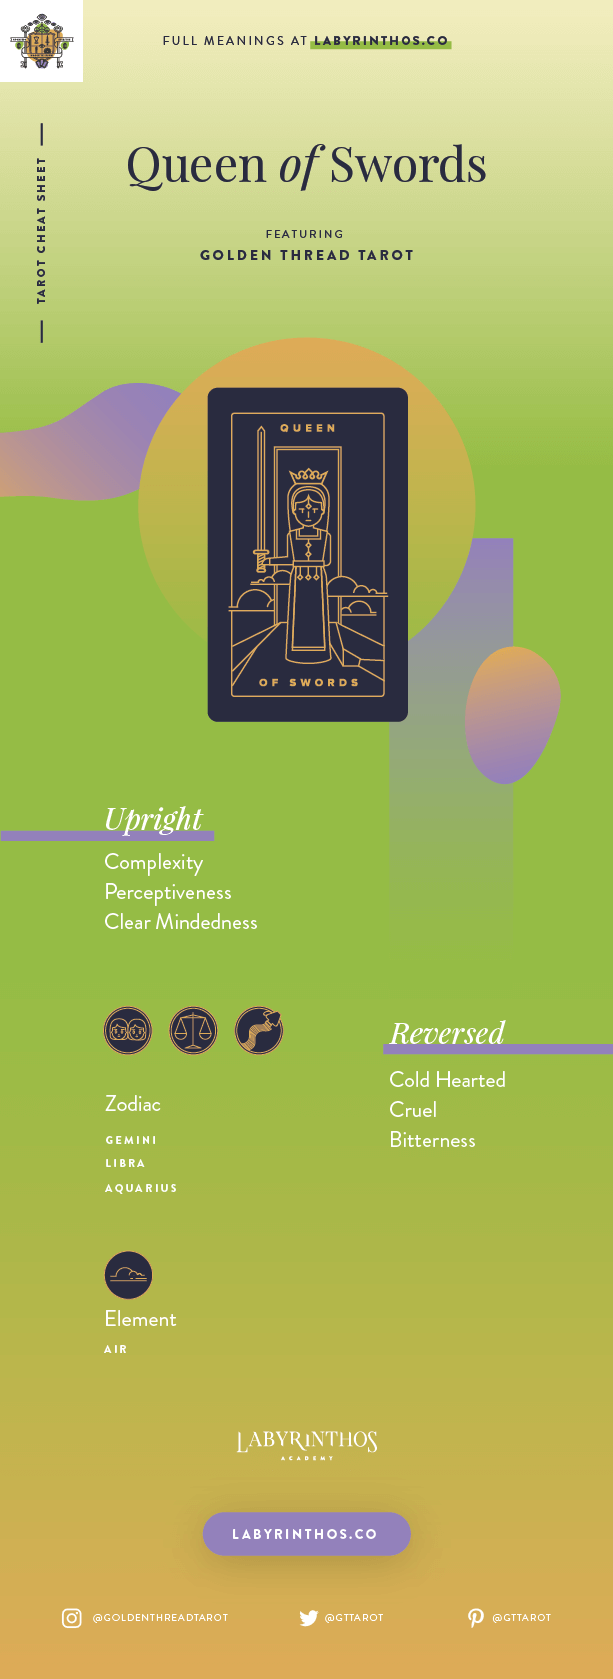 FULL MEANINGS AT LABYRINTHOS.CO
TAROT CHEAT SHEET
Queen of Swords
FEATURING
GOLDEN THREAD TAROT
QUEEN
OF SWORDS
Upright
Complexity
Perceptiveness
Clear Mindedness
Reversed
Cold Hearted
Cruel
Bitterness
Zodiac
GEMINI
LIBRA
AQUARIUS
Element
AIR
LABYRINTHOS
ACADEMY
LABYRINTHOS.CO
@GOLDENTHREADTAROT
@GTTAROT
@GTTAROT